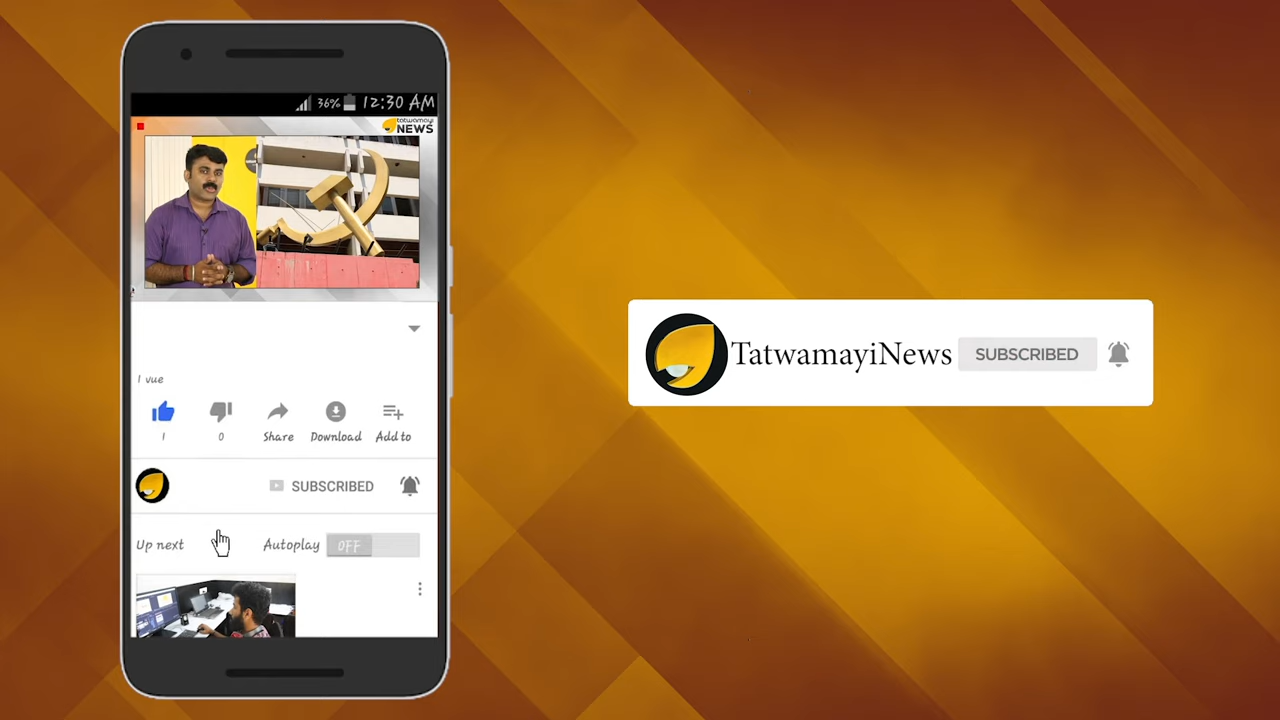 36% 12:30 AM
tatwamayi
NEWS
1 vue
1 0 Share Download Add to
SUBSCRIBED
Up next Autoplay OFF
TatwamayiNews SUBSCRIBED